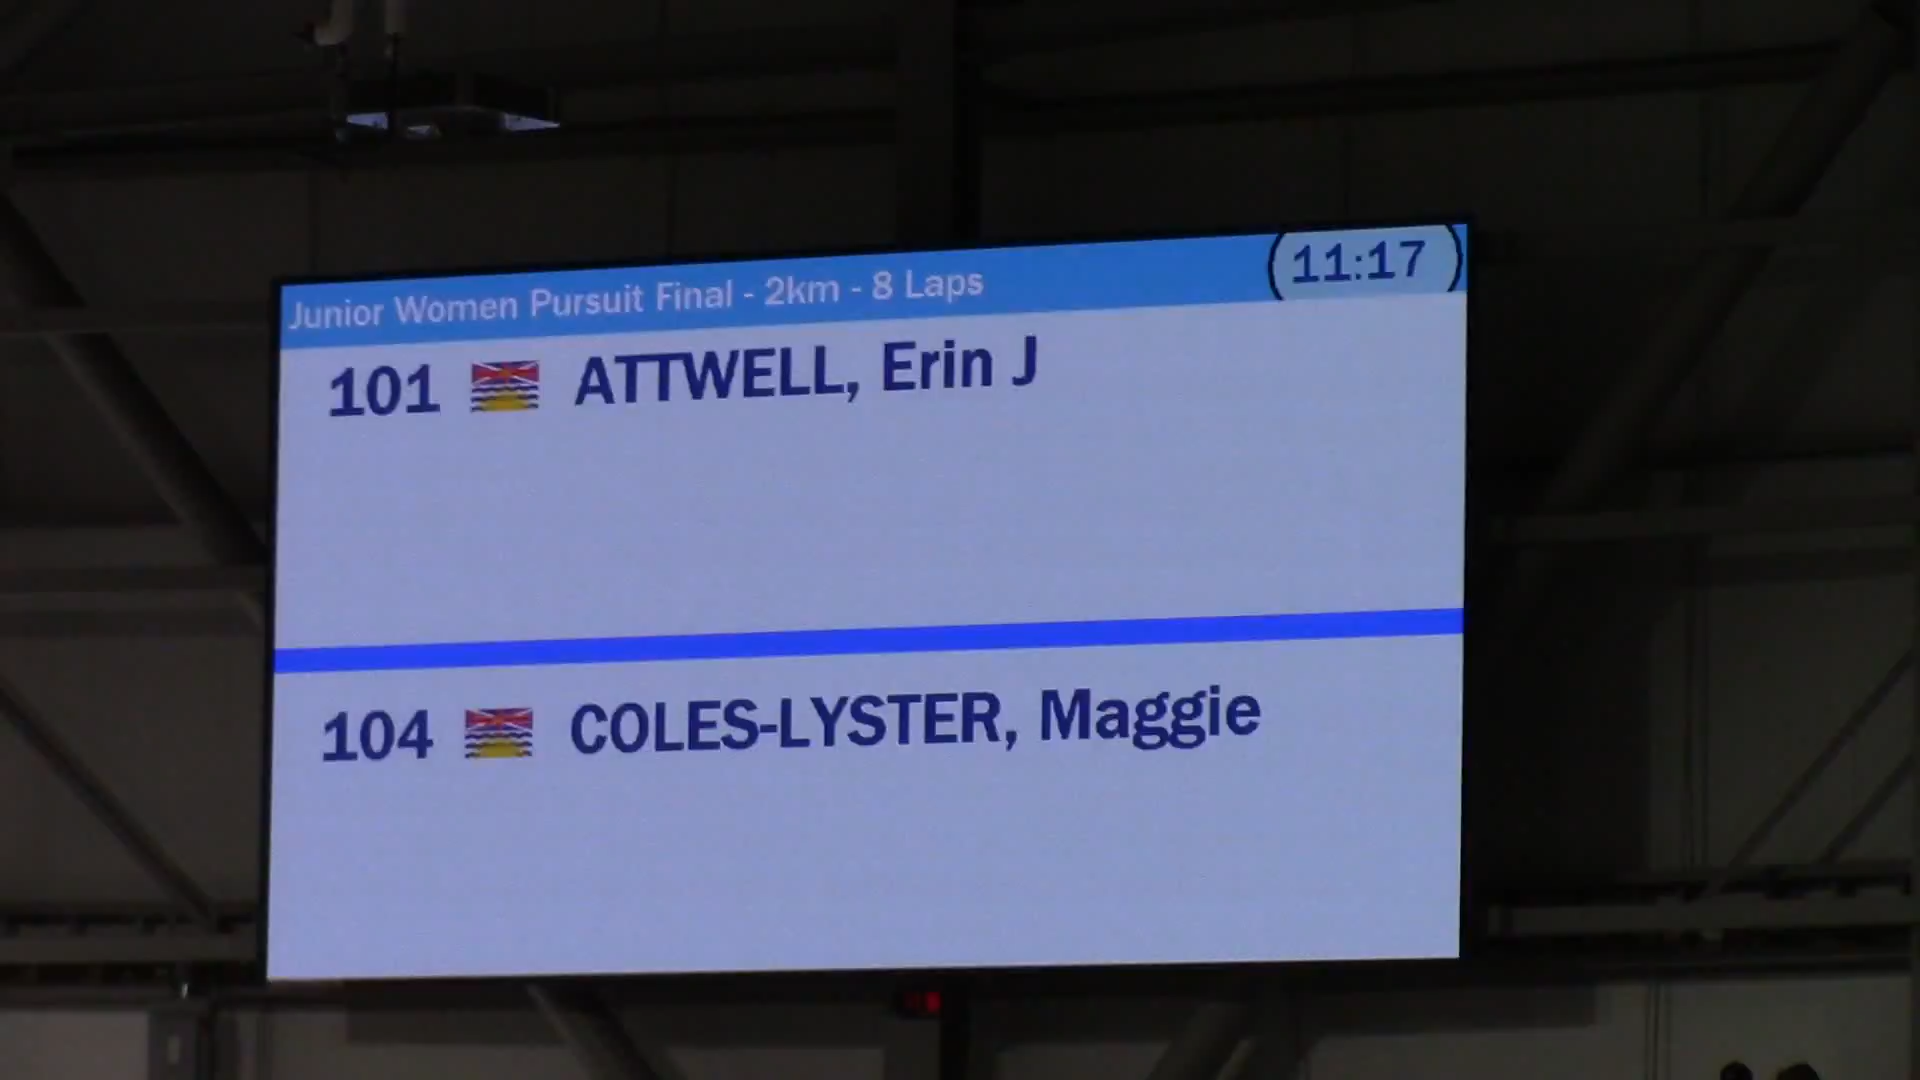 Junior Women Pursuit Final - 2km - 8 Laps 11:17
101 ATTWELL, Erin J
104 COLES-LYSTER, Maggie